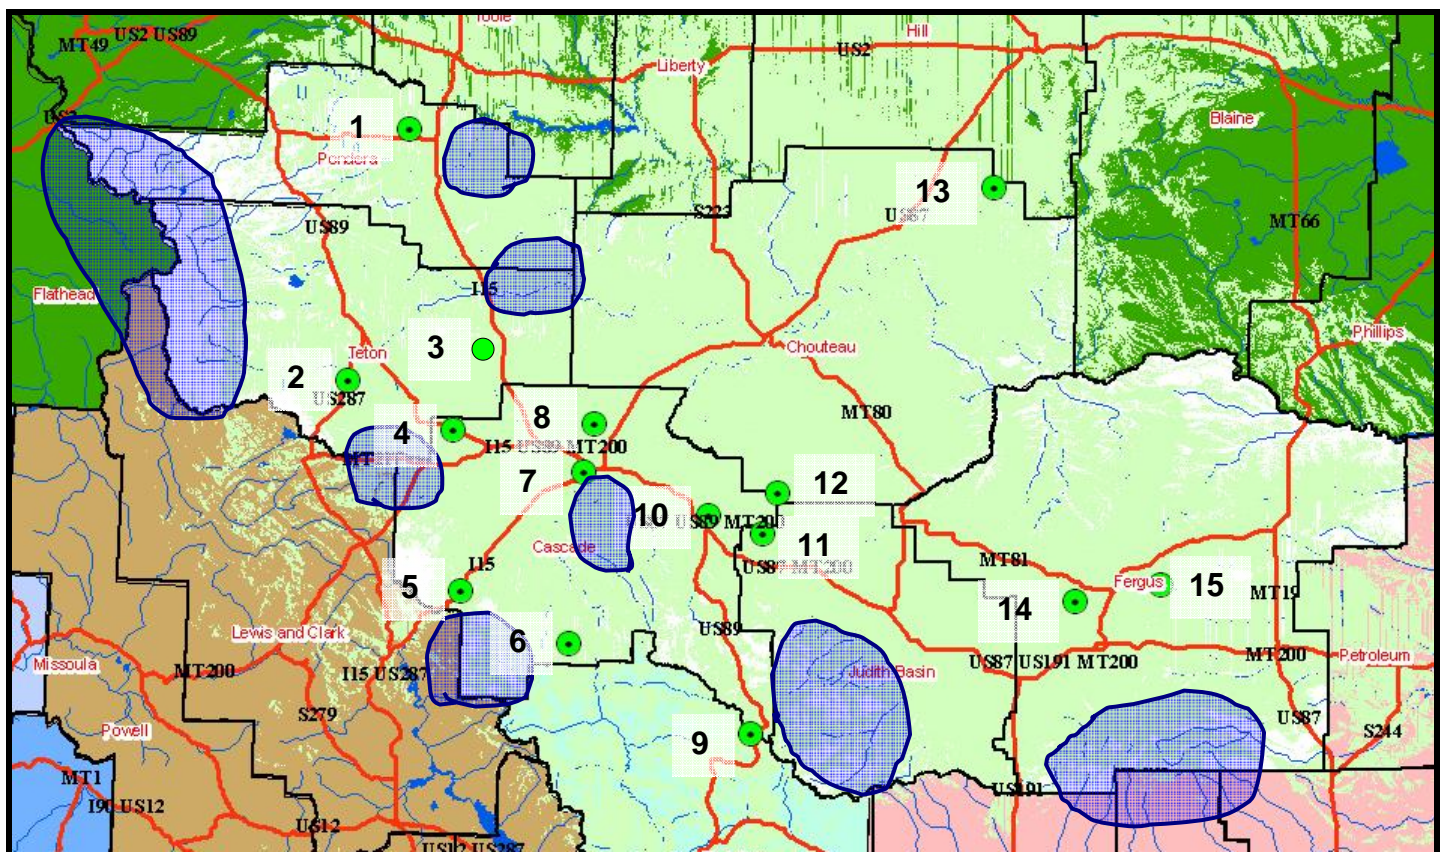 Toole
Hill
US2 US89
MT49
US2
Liberty
US2
1
Blaine
Pondera
13
S223
US87
US89
MT66
I15
Flathead
Phillips
3
Teton
Chouteau
2
US287
MT80
8
4
I15 US89 MT200
7
12
10
US89 MT200
11
Cascade
US87 MT200
I15
MT81
5
Fergus
15
MT19
14
Lewis and Clark
US89
6
Missoula
MT200
I15 US287
Judith Basin
US87
US191
MT200
MT200
Petroleum
S279
US87
Powell
9
S244
MT1
US191
I90
US12
US12
US12 US287